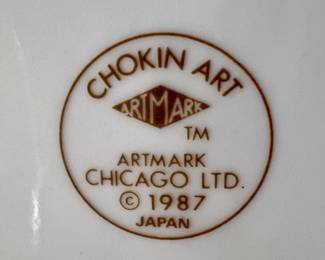 CHOKIN ART
ARTMARK
TM
ARTMARK
CHICAGO LTD.
© 1987
JAPAN